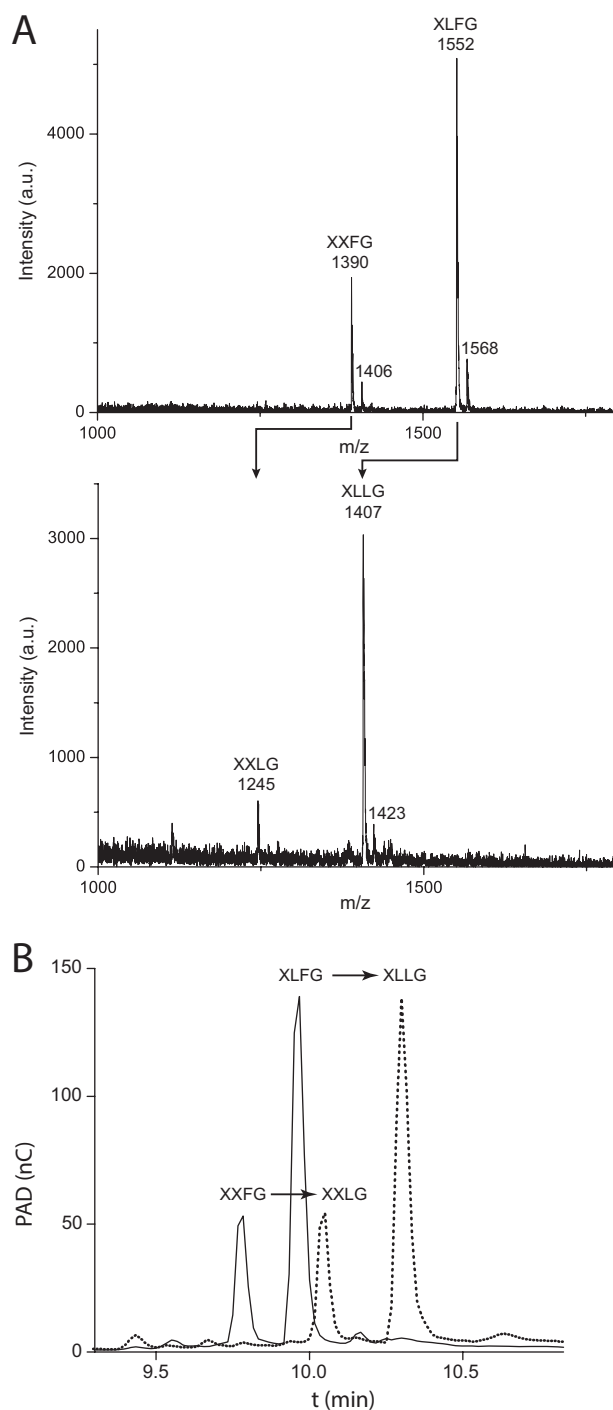 A
XLFG
1552
4000
Intensity (a.u.)
XXFG
1390
2000
1406
1568
0
1000
1500
m/z
XLLG
1407
3000
Intensity (a.u.)
2000
XXLG
1245
1000
1423
0
1000
1500
m/z
B
150
XLFG XLLG
100
PAD (nC)
XXFG XXLG
50
0
9.5 10.0 10.5
t (min)